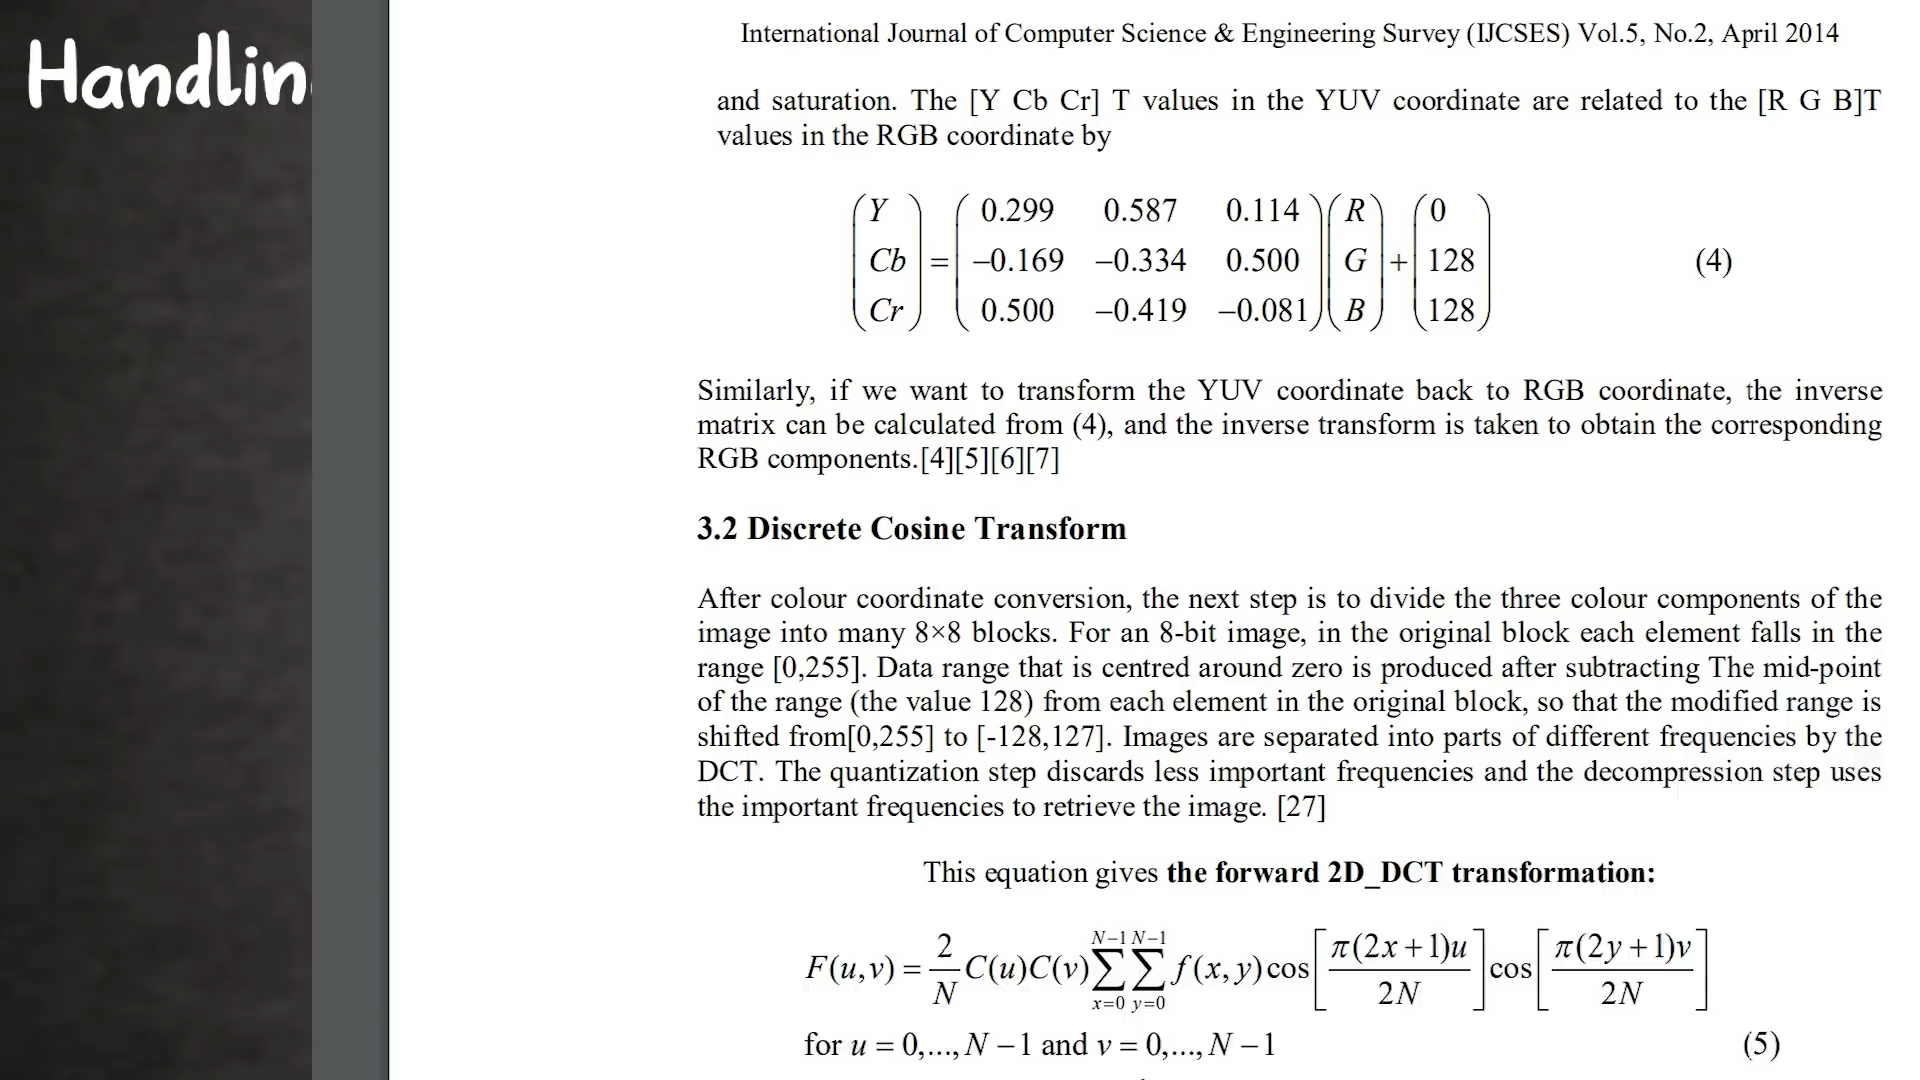 Handlin
International Journal of Computer Science & Engineering Survey (IJCSES) Vol.5, No.2, April 2014
and saturation. The [Y Cb Cr] T values in the YUV coordinate are related to the [R G B]T
values in the RGB coordinate by
Y 0.299 0.587 0.114 R 0
Cb = −0.169 −0.334 0.500 G + 128 (4)
Cr 0.500 −0.419 −0.081 B 128
Similarly, if we want to transform the YUV coordinate back to RGB coordinate, the inverse
matrix can be calculated from (4), and the inverse transform is taken to obtain the corresponding
RGB components.[4][5][6][7]
3.2 Discrete Cosine Transform
After colour coordinate conversion, the next step is to divide the three colour components of the
image into many 8×8 blocks. For an 8-bit image, in the original block each element falls in the
range [0,255]. Data range that is centred around zero is produced after subtracting The mid-point
of the range (the value 128) from each element in the original block, so that the modified range is
shifted from[0,255] to [-128,127]. Images are separated into parts of different frequencies by the
DCT. The quantization step discards less important frequencies and the decompression step uses
the important frequencies to retrieve the image. [27]
This equation gives the forward 2D_DCT transformation:
F(u,v) = 2/N C(u)C(v) ∑_{x=0}^{N−1} ∑_{y=0}^{N−1} f(x,y) cos[π(2x+1)u / 2N] cos[π(2y+1)v / 2N]
for u = 0,..., N −1 and v = 0,..., N −1 (5)